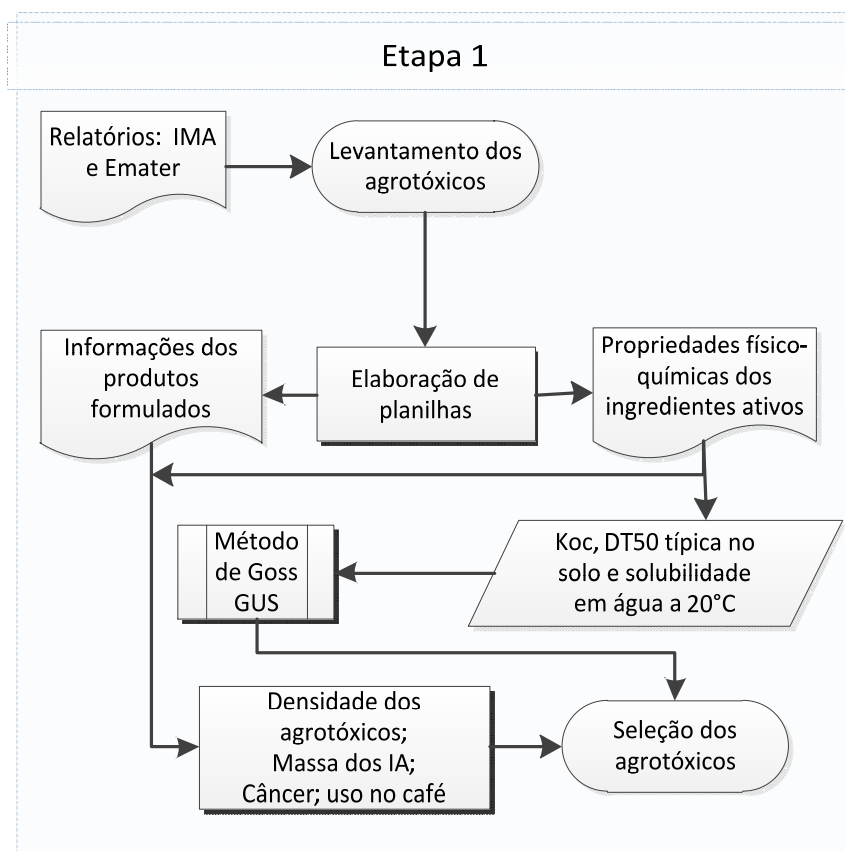 Etapa 1
Relatórios: IMA
e Emater
Levantamento dos
agrotóxicos
Informações dos
produtos
formulados
Elaboração de
planilhas
Propriedades físico-
químicas dos
ingredientes ativos
Método
de Goss
GUS
Koc, DT50 típica no
solo e solubilidade
em água a 20°C
Densidade dos
agrotóxicos;
Massa dos IA;
Câncer; uso no café
Seleção dos
agrotóxicos